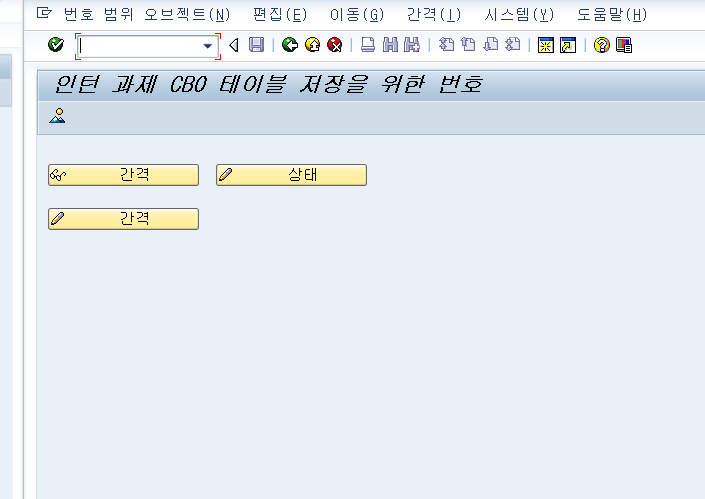 번호 범위 오브젝트(N) 편집(E) 이동(G) 간격(I) 시스템(Y) 도움말(H)
인턴 과제 CBO 테이블 저장을 위한 번호
간격 상태
간격